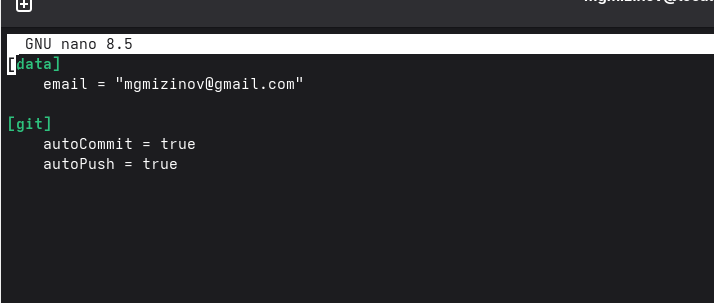 GNU nano 8.5
[data]
    email = "mgmizinov@gmail.com"

[git]
    autoCommit = true
    autoPush = true